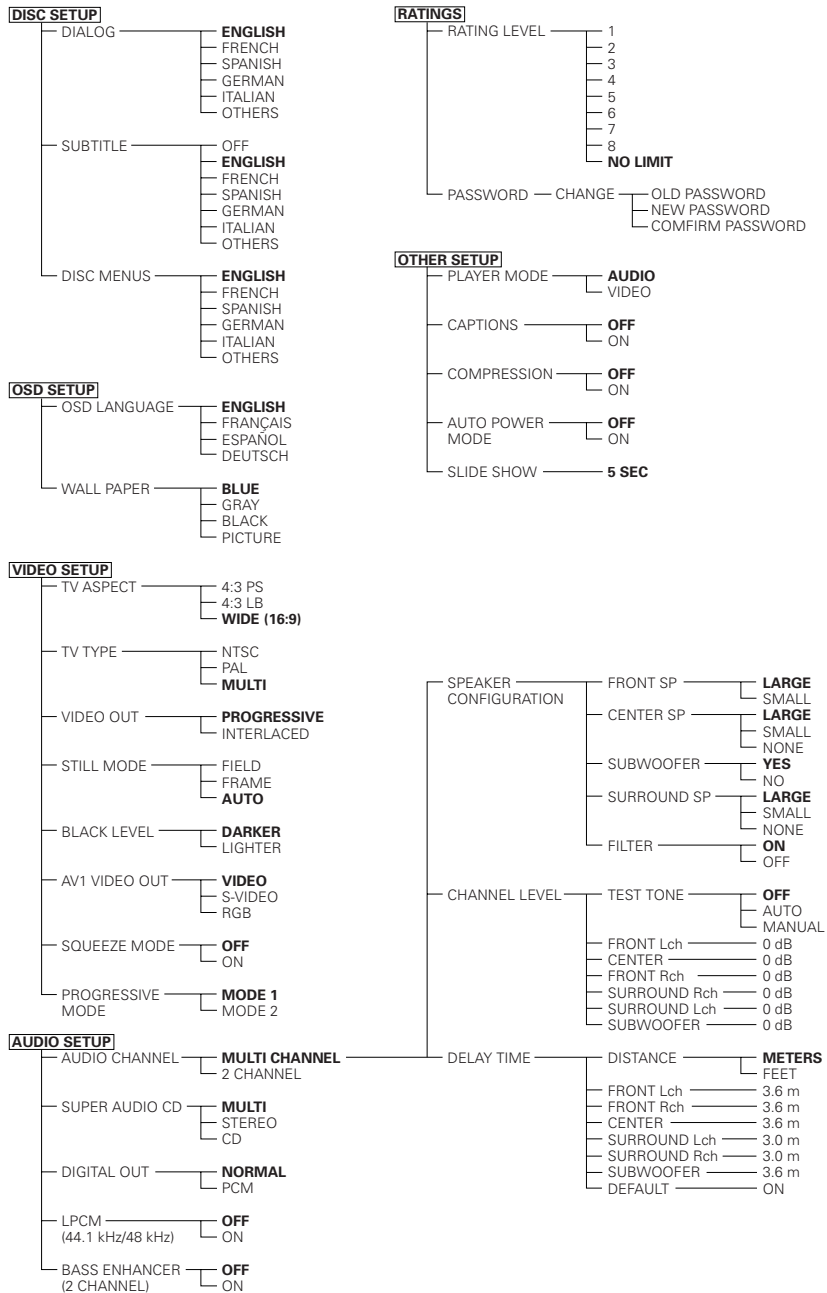 DISC SETUP
DIALOG
ENGLISH
FRENCH
SPANISH
GERMAN
ITALIAN
OTHERS
SUBTITLE
OFF
ENGLISH
FRENCH
SPANISH
GERMAN
ITALIAN
OTHERS
DISC MENUS
ENGLISH
FRENCH
SPANISH
GERMAN
ITALIAN
OTHERS
OSD SETUP
OSD LANGUAGE
ENGLISH
FRANÇAIS
ESPAÑOL
DEUTSCH
WALL PAPER
BLUE
GRAY
BLACK
PICTURE
VIDEO SETUP
TV ASPECT
4:3 PS
4:3 LB
WIDE (16:9)
TV TYPE
NTSC
PAL
MULTI
VIDEO OUT
PROGRESSIVE
INTERLACED
STILL MODE
FIELD
FRAME
AUTO
BLACK LEVEL
DARKER
LIGHTER
AV1 VIDEO OUT
VIDEO
S-VIDEO
RGB
SQUEEZE MODE
OFF
ON
PROGRESSIVE
MODE
MODE 1
MODE 2
AUDIO SETUP
AUDIO CHANNEL
MULTI CHANNEL
2 CHANNEL
SUPER AUDIO CD
MULTI
STEREO
CD
DIGITAL OUT
NORMAL
PCM
LPCM
(44.1 kHz/48 kHz)
OFF
ON
BASS ENHANCER
(2 CHANNEL)
OFF
ON
RATINGS
RATING LEVEL
1
2
3
4
5
6
7
8
NO LIMIT
PASSWORD
CHANGE
OLD PASSWORD
NEW PASSWORD
COMFIRM PASSWORD
OTHER SETUP
PLAYER MODE
AUDIO
VIDEO
CAPTIONS
OFF
ON
COMPRESSION
OFF
ON
AUTO POWER
MODE
OFF
ON
SLIDE SHOW
5 SEC
SPEAKER
CONFIGURATION
FRONT SP
LARGE
SMALL
CENTER SP
LARGE
SMALL
NONE
SUBWOOFER
YES
NO
SURROUND SP
LARGE
SMALL
NONE
FILTER
ON
OFF
CHANNEL LEVEL
TEST TONE
OFF
AUTO
MANUAL
FRONT Lch
0 dB
CENTER
0 dB
FRONT Rch
0 dB
SURROUND Rch
0 dB
SURROUND Lch
0 dB
SUBWOOFER
0 dB
DELAY TIME
DISTANCE
METERS
FEET
FRONT Lch
3.6 m
FRONT Rch
3.6 m
CENTER
3.6 m
SURROUND Lch
3.0 m
SURROUND Rch
3.0 m
SUBWOOFER
3.6 m
DEFAULT
ON